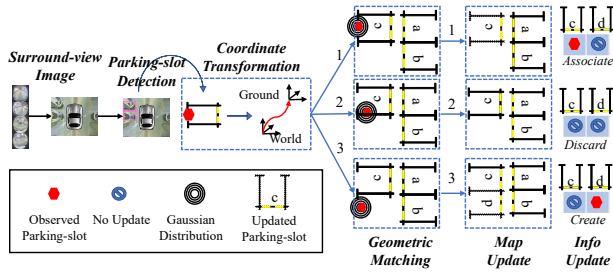 Surround-view
Image
Parking-slot
Detection
Coordinate
Transformation
Ground
World
1
2
3
c
a
b
1
c
a
b
c
d
Associate
c
a
b
2
c
a
b
c
d
Discard
c
a
b
3
c
d
a
b
c
d
Create
c
Observed
Parking-slot
No Update
Gaussian
Distribution
Updated
Parking-slot
Geometric
Matching
Map
Update
Info
Update